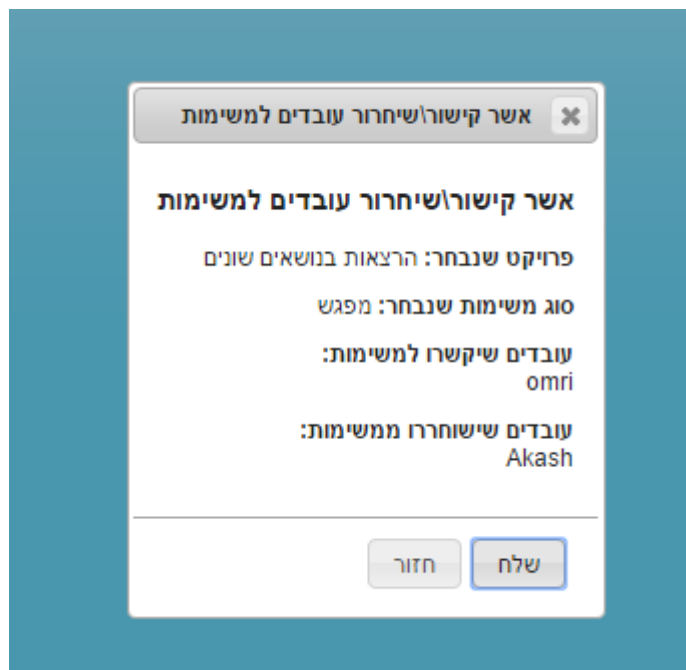 אשר קישור\שיחרור עובדים למשימות
אשר קישור\שיחרור עובדים למשימות
פרויקט שנבחר: הרצאות בנושאים שונים
סוג משימות שנבחר: מפגש
עובדים שיקשרו למשימות:
omri
עובדים שישוחררו ממשימות:
Akash
שלח
חזור